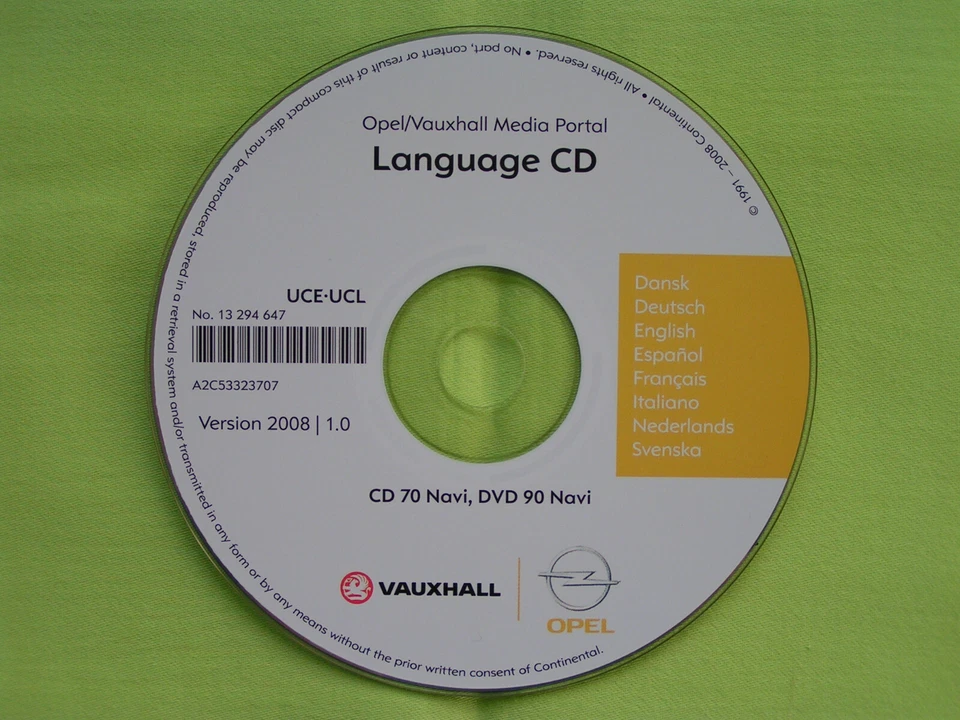 © 1991 – 2008 Continental • All rights reserved. • No part, content or result of this compact disc may be reproduced, stored in a retrieval system and/or transmitted in any form or by any means without the prior written consent of Continental.
Opel/Vauxhall Media Portal
Language CD
UCE·UCL
No. 13 294 647
A2C53323707
Version 2008 | 1.0
Dansk
Deutsch
English
Español
Français
Italiano
Nederlands
Svenska
CD 70 Navi, DVD 90 Navi
VAUXHALL
OPEL